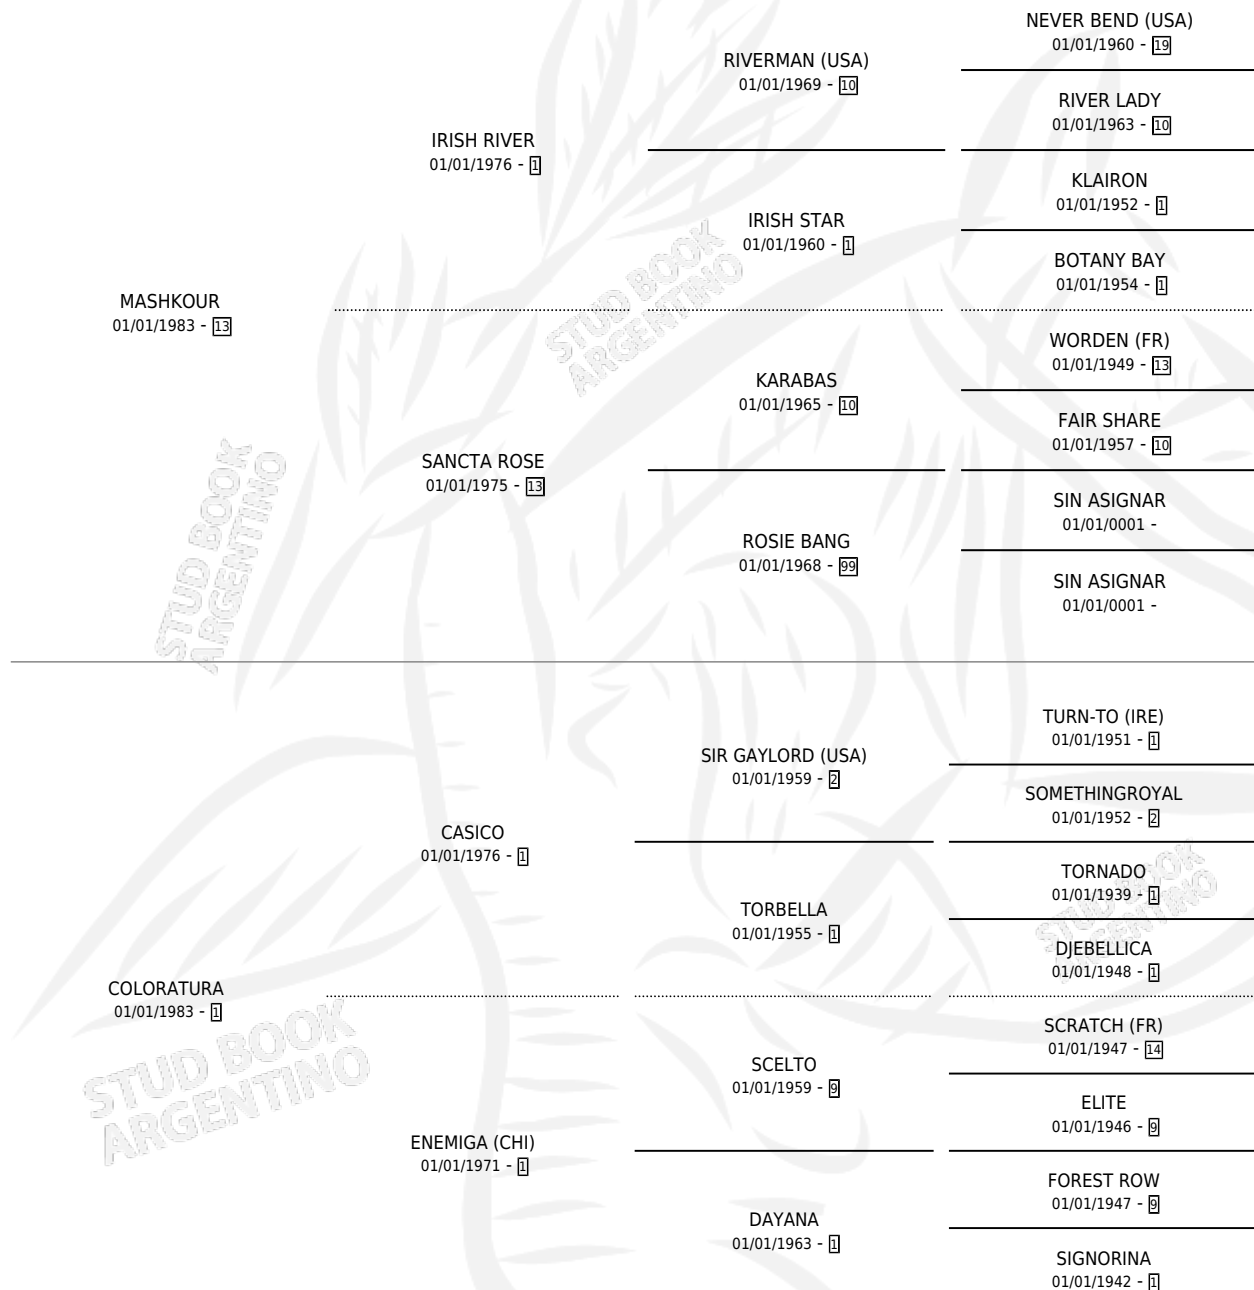 NEVER BEND (USA)
01/01/1960 - 19
RIVERMAN (USA)
01/01/1969 - 10
RIVER LADY
01/01/1963 - 10
IRISH RIVER
01/01/1976 - 1
KLAIRON
01/01/1952 - 1
IRISH STAR
01/01/1960 - 1
BOTANY BAY
01/01/1954 - 1
MASHKOUR
01/01/1983 - 13
STUD BOOK
ARGENTINO
WORDEN (FR)
01/01/1949 - 13
KARABAS
01/01/1965 - 10
FAIR SHARE
01/01/1957 - 10
SANCTA ROSE
01/01/1975 - 13
SIN ASIGNAR
01/01/0001 -
ROSIE BANG
01/01/1968 - 99
SIN ASIGNAR
01/01/0001 -
STUD BOOK
ARGENTINO
TURN-TO (IRE)
01/01/1951 - 1
SIR GAYLORD (USA)
01/01/1959 - 2
SOMETHINGROYAL
01/01/1952 - 2
CASICO
01/01/1976 - 1
TORNADO
01/01/1939 - 1
TORBELLA
01/01/1955 - 1
STUD BOOK
ARGENTINO
DJEBELLICA
01/01/1948 - 1
COLORATURA
01/01/1983 - 1
SCRATCH (FR)
01/01/1947 - 14
SCELTO
01/01/1959 - 9
STUD BOOK
ARGENTINO
ELITE
01/01/1946 - 9
ENEMIGA (CHI)
01/01/1971 - 1
FOREST ROW
01/01/1947 - 9
DAYANA
01/01/1963 - 1
SIGNORINA
01/01/1942 - 1